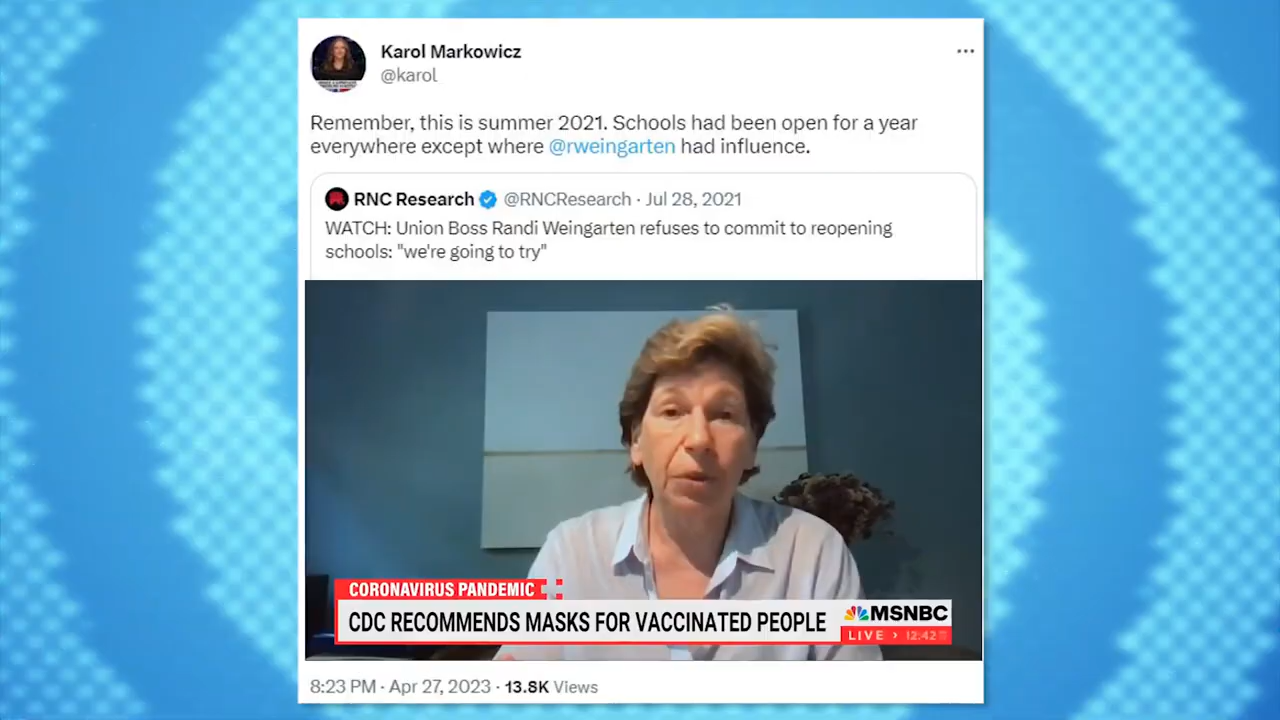 Karol Markowicz
@karol
Remember, this is summer 2021. Schools had been open for a year
everywhere except where @rweingarten had influence.
RNC Research @RNCResearch · Jul 28, 2021
WATCH: Union Boss Randi Weingarten refuses to commit to reopening
schools: "we're going to try"
CORONAVIRUS PANDEMIC
CDC RECOMMENDS MASKS FOR VACCINATED PEOPLE
MSNBC
LIVE › 12:42
8:23 PM · Apr 27, 2023 · 13.8K Views